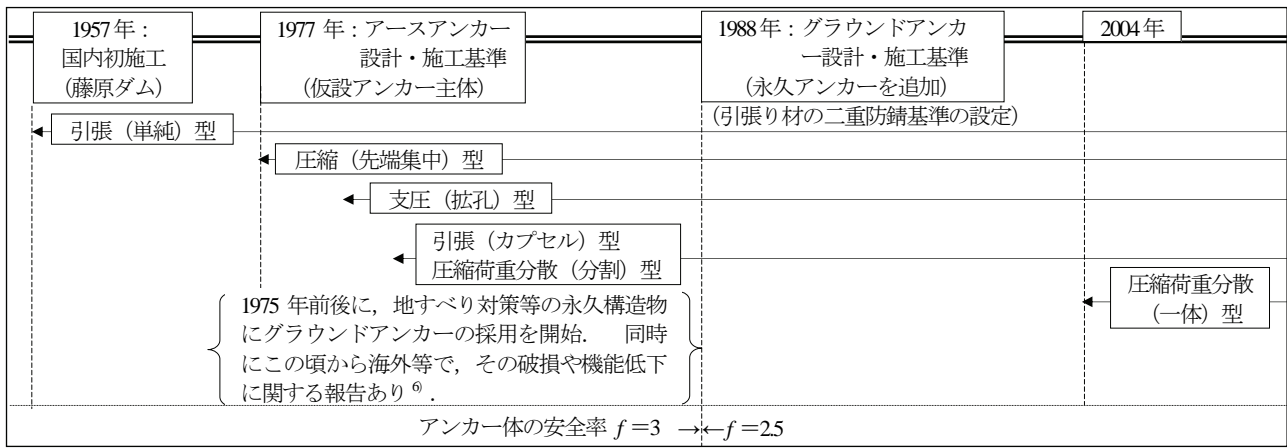 1957年：
国内初施工
(藤原ダム)
1977 年：アースアンカー
設計・施工基準
(仮設アンカー主体)
1988年：グラウンドアンカ
ー設計・施工基準
(永久アンカーを追加)
(引張り材の二重防錆基準の設定)
2004年
引張（単純）型
圧縮（先端集中）型
支圧（拡孔）型
引張（カプセル）型
圧縮荷重分散（分割）型
圧縮荷重分散
（一体）型
1975 年前後に，地すべり対策等の永久構造物
にグラウンドアンカーの採用を開始． 同時
にこの頃から海外等で，その破損や機能低下
に関する報告あり 6)．
アンカー体の安全率 f＝3 →←f＝2.5